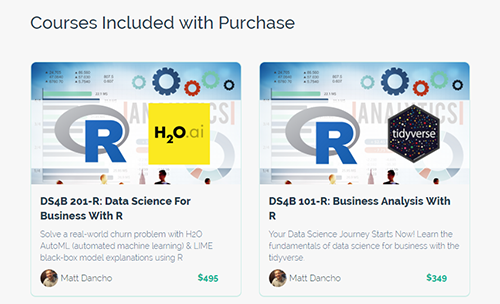 Courses Included with Purchase
ANALYTICS
R
H2O.ai
DS4B 201-R: Data Science For
Business With R
Solve a real-world churn problem with H2O
AutoML (automated machine learning) & LIME
black-box model explanations using R
Matt Dancho
$495
ANALYTICS
R
tidyverse
DS4B 101-R: Business Analysis With
R
Your Data Science Journey Starts Now! Learn the
fundamentals of data science for business with the
tidyverse
Matt Dancho
$349